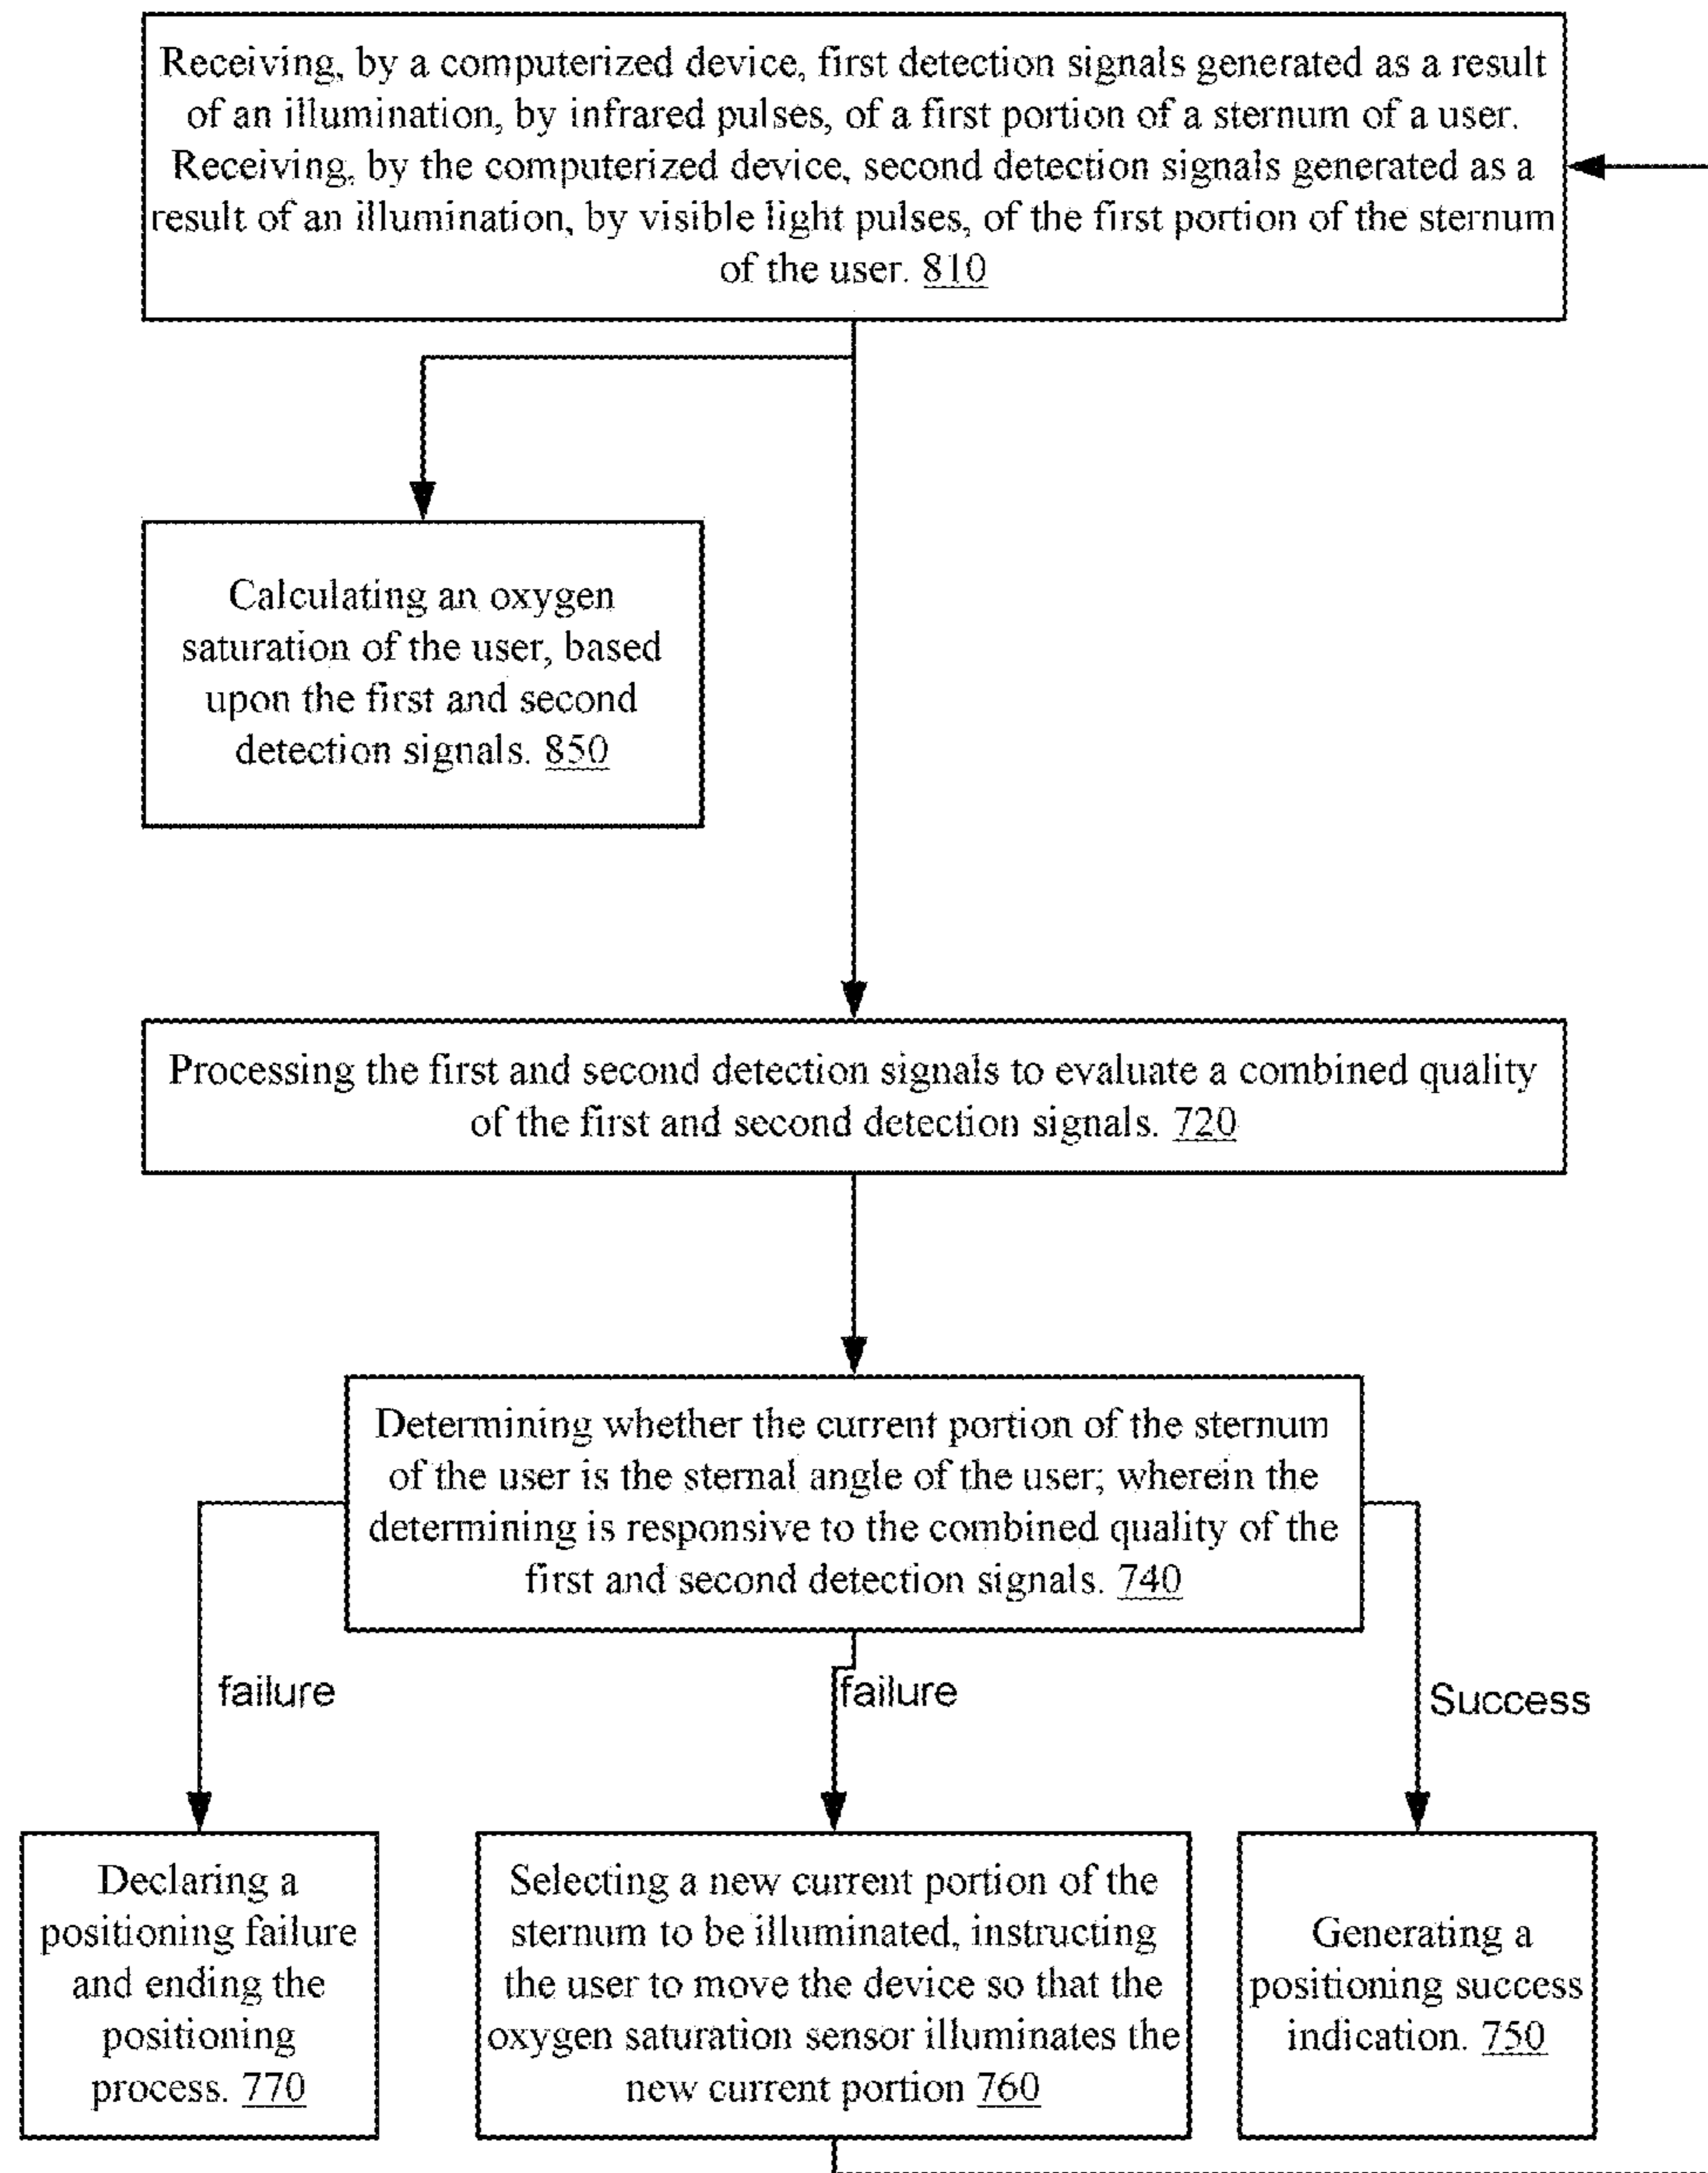 Receiving, by a computerized device, first detection signals generated as a result
of an illumination, by infrared pulses, of a first portion of a sternum of a user.
Receiving, by the computerized device, second detection signals generated as a
result of an illumination, by visible light pulses, of the first portion of the sternum
of the user. 810
Calculating an oxygen
saturation of the user, based
upon the first and second
detection signals. 850
Processing the first and second detection signals to evaluate a combined quality
of the first and second detection signals. 720
Determining whether the current portion of the sternum
of the user is the sternal angle of the user; wherein the
determining is responsive to the combined quality of the
first and second detection signals. 740
failure
failure
Success
Declaring a
positioning failure
and ending the
positioning
process. 770
Selecting a new current portion of the
sternum to be illuminated, instructing
the user to move the device so that the
oxygen saturation sensor illuminates the
new current portion 760
Generating a
positioning success
indication. 750